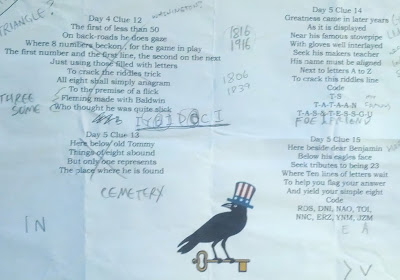 TRIANGLE
WASHINGTON?
Day 4 Clue 12
The first of less than 50
On back-roads he does gaze
Where 8 numbers beckon, for the game in play
The first number and the first line, the second on the next
Just using those filled with letters
To crack the riddles trick
All eight shall simply anagram
To the premise of a flick
Fleming made with Baldwin
Who thought he was quite slick
1816
1916
1806
1839
THREE
SOME
Day 5 Clue 13
Here below old Tommy
Things of eight abound
But only one represents
The place where he is found
CEMETERY
IN
Day 5 Clue 14
Greatness came in later years
As it is displayed
Near his famous stovepipe
With gloves well interlayed
Seek his makers teacher
His name must be aligned
Next to letters A to Z
To crack this riddles line
Code
T-S
T-A-T-A-A-N
T-A-S-T-E-S-S-G-U
FOE FRIEND
Day 5 Clue 15
Here beside dear Benjamin
Below his eagles face
Seek tributes to being 23
Where Ten lines of letters wait
To help you flag your answer
And yield your simple eight
Code
ROS, DNI, NAO, TOI,
NNC, ERZ, YNM, JZM
E A